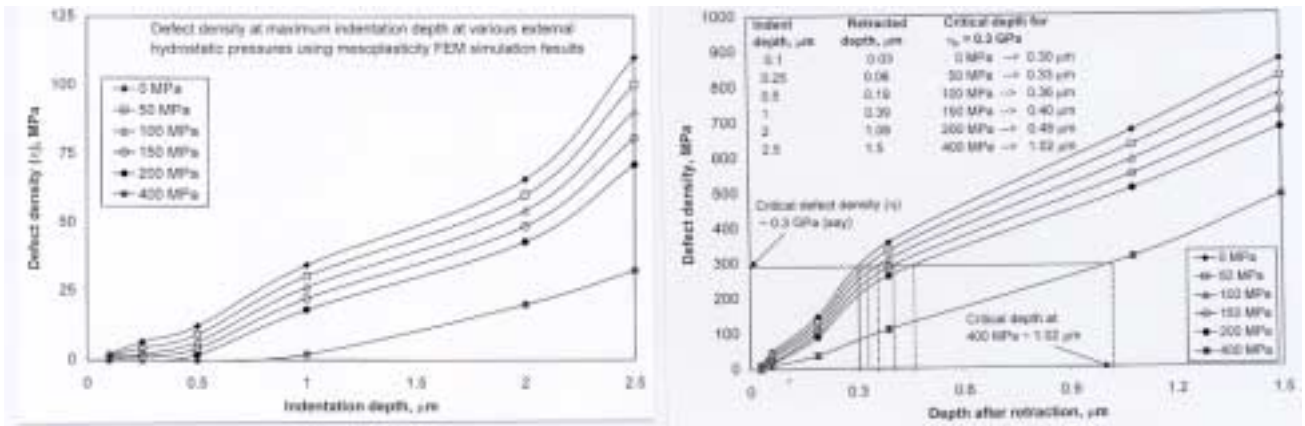 Defect density at maximum indentation depth at various external
hydrostatic pressures using mesoplasticity FEM simulation results
125
100
75
50
25
0
Defect density (η), MPa
0 MPa
50 MPa
100 MPa
150 MPa
200 MPa
400 MPa
0
0.5
1
1.5
2
2.5
Indentation depth, μm
1000
900
800
700
600
500
400
300
200
100
0
Defect density, MPa
Indent Retracted Critical depth for
depth, μm depth, μm = 0.3 GPa
0.1 0.03 0 MPa --> 0.30 μm
0.25 0.06 50 MPa --> 0.33 μm
0.5 0.19 100 MPa --> 0.36 μm
1 0.39 150 MPa --> 0.40 μm
2 1.08 200 MPa --> μm
2.5 1.5 400 MPa --> 1.02 μm
Critical defect density (η)
~ 0.3 GPa (say)
0 MPa
50 MPa
100 MPa
150 MPa
200 MPa
400 MPa
Critical depth at
400 MPa ~ 1.02 μm
0
0.3
0.6
0.9
1.2
1.5
Depth after retraction, μm